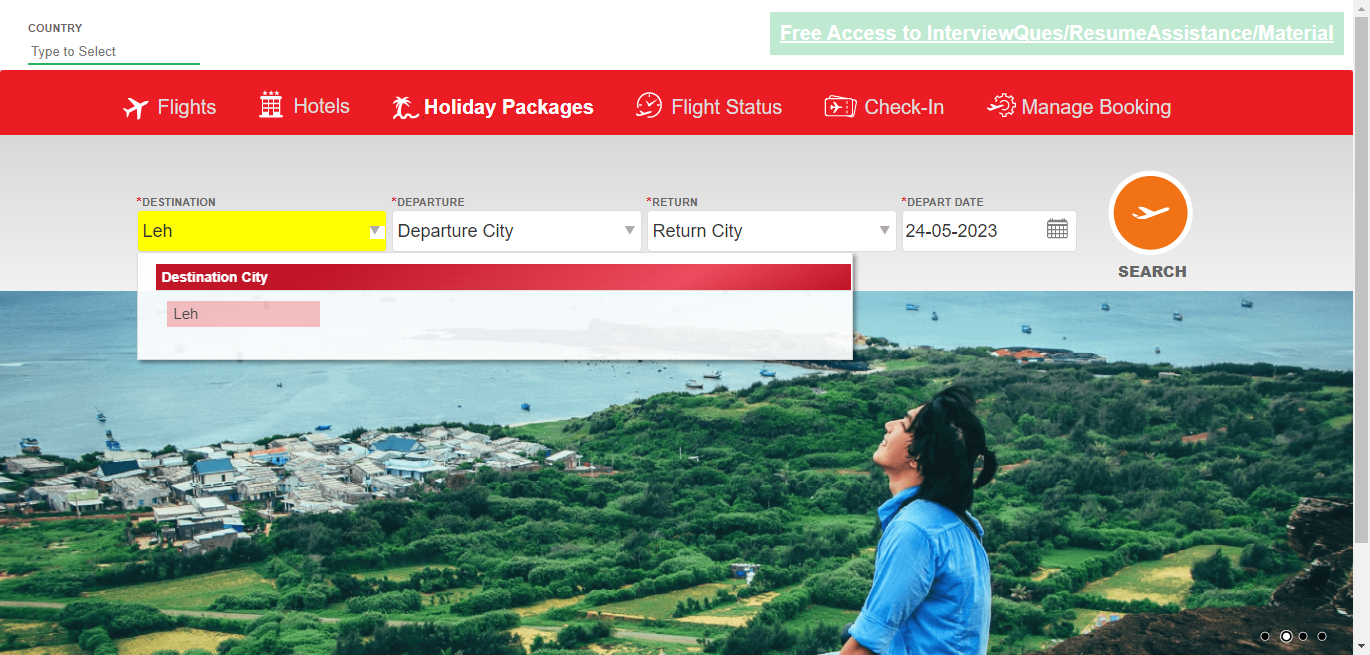 COUNTRY
Type to Select
Free Access to InterviewQues/ResumeAssistance/Material
Flights Hotels Holiday Packages Flight Status Check-In Manage Booking
*DESTINATION *DEPARTURE *RETURN *DEPART DATE
Leh Departure City Return City 24-05-2023
SEARCH
Destination City
Leh